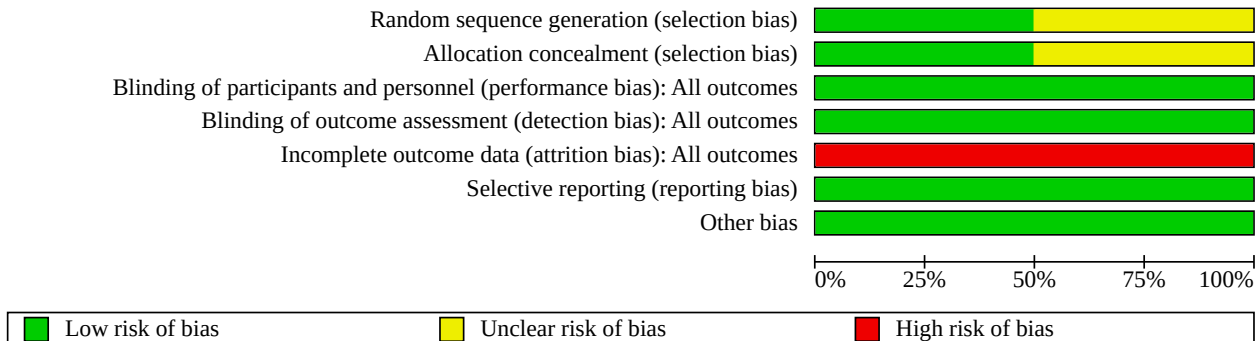 Random sequence generation (selection bias)
Allocation concealment (selection bias)
Blinding of participants and personnel (performance bias): All outcomes
Blinding of outcome assessment (detection bias): All outcomes
Incomplete outcome data (attrition bias): All outcomes
Selective reporting (reporting bias)
Other bias
0% 25% 50% 75% 100%
Low risk of bias Unclear risk of bias High risk of bias